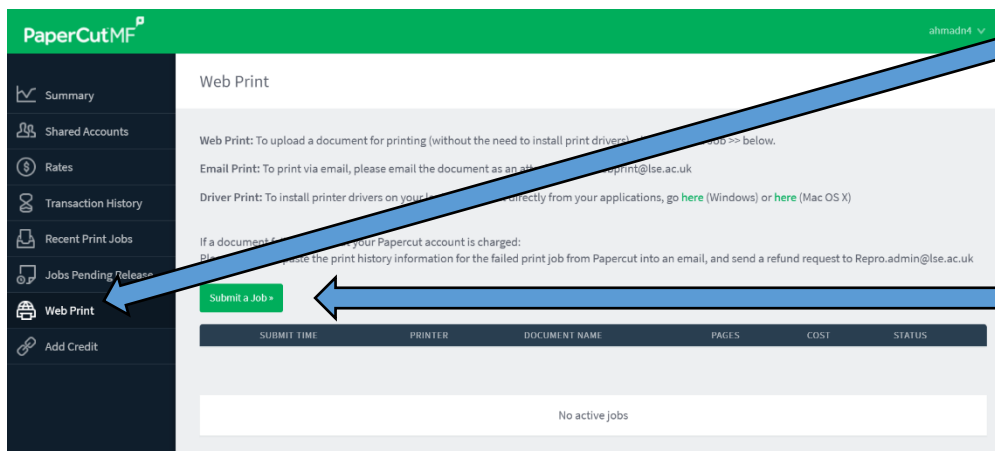 PaperCutMF P
ahmadn4
Summary
Shared Accounts
Rates
Transaction History
Recent Print Jobs
Jobs Pending Release
Web Print
Add Credit
Web Print
Web Print: To upload a document for printing (without the need to install print drivers) >> below.
Email Print: To print via email, please email the document as an @lse.ac.uk
Driver Print: To install printer drivers on your directly from your applications, go here (Windows) or here (Mac OS X)
If a document your Papercut account is charged:
the print history information for the failed print job from Papercut into an email, and send a refund request to Repro.admin@lse.ac.uk
Submit a Job »
SUBMIT TIME PRINTER DOCUMENT NAME PAGES COST STATUS
No active jobs